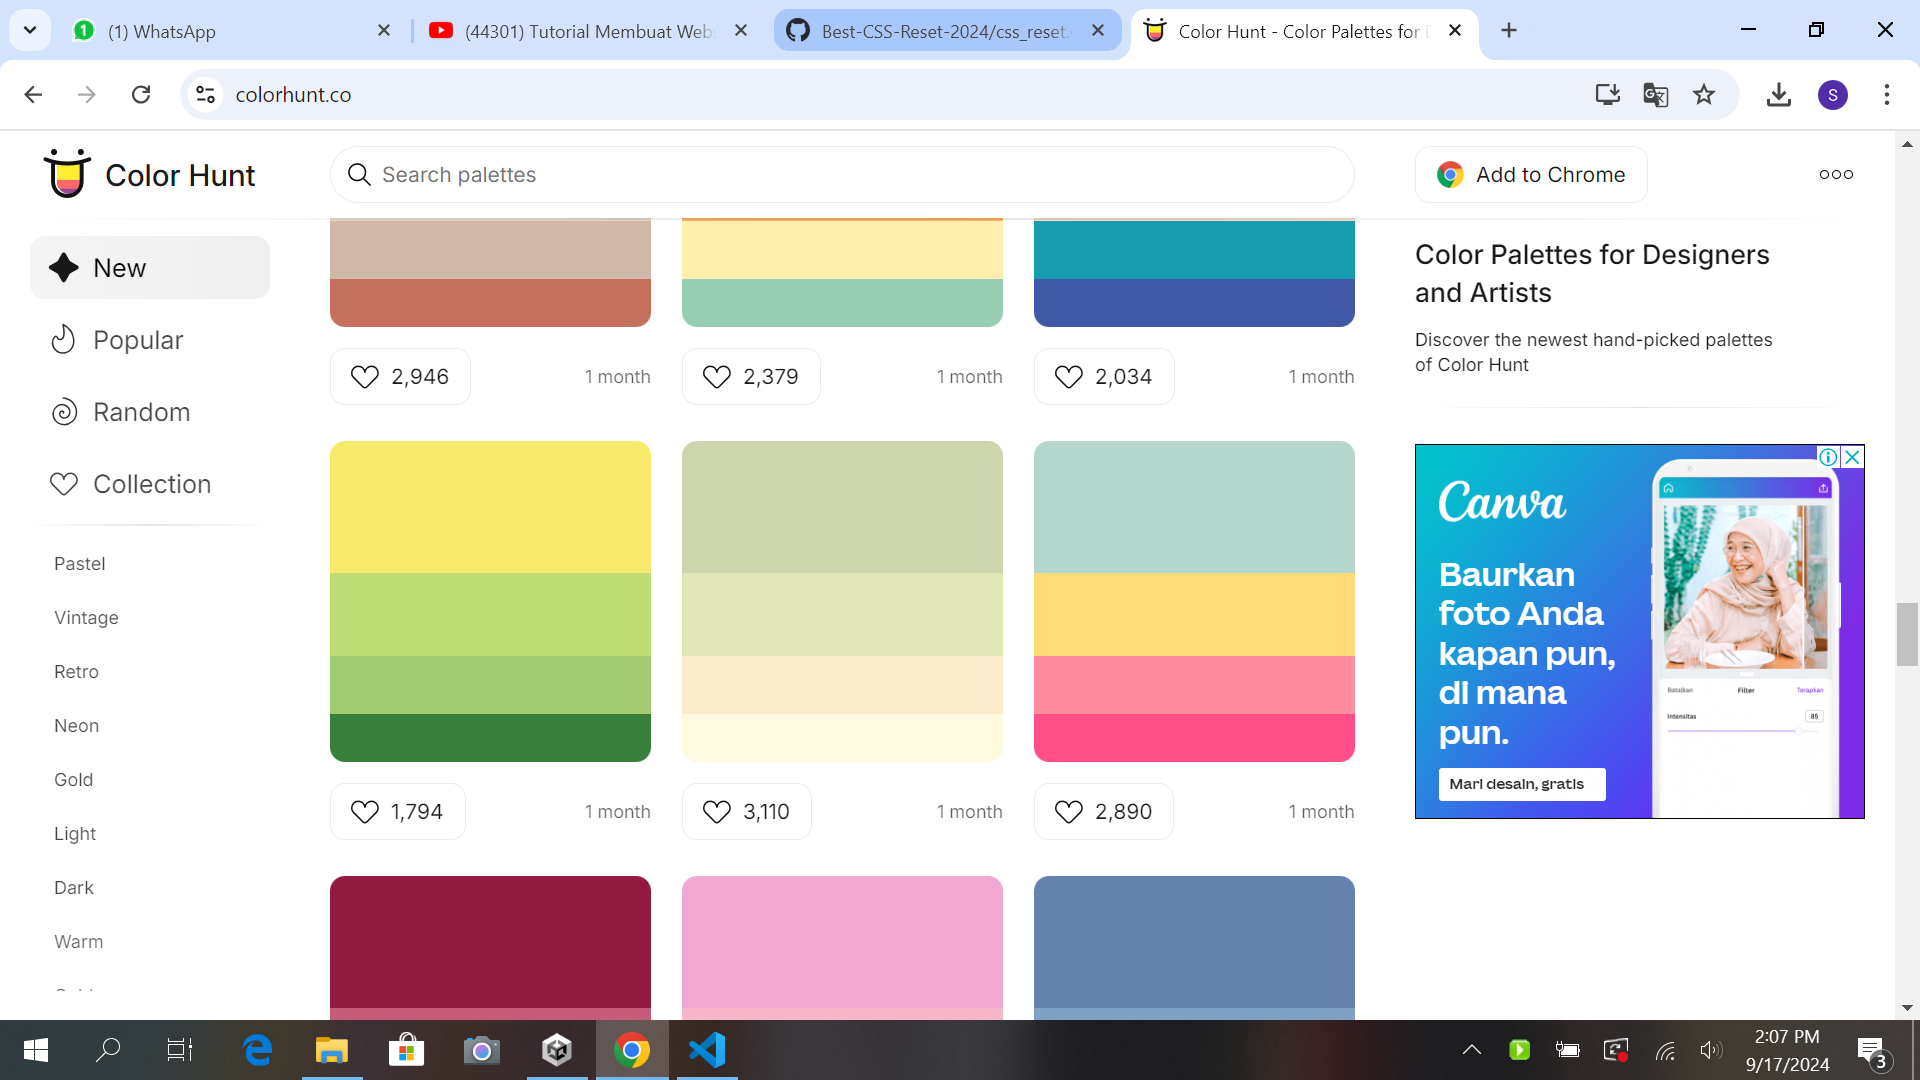 (1) WhatsApp
(44301) Tutorial Membuat Webs
Best-CSS-Reset-2024/css_reset.
Color Hunt - Color Palettes for
colorhunt.co
S
Color Hunt
Search palettes
Add to Chrome
New
Popular
Random
Collection
Pastel
Vintage
Retro
Neon
Gold
Light
Dark
Warm
2,946
1 month
2,379
1 month
2,034
1 month
1,794
1 month
3,110
1 month
2,890
1 month
Color Palettes for Designers
and Artists
Discover the newest hand-picked palettes
of Color Hunt
Canva
Baurkan
foto Anda
kapan pun,
di mana
pun.
Mari desain, gratis
Batalkan
Filter
Terapkan
Intensitas
85
2:07 PM
9/17/2024
3